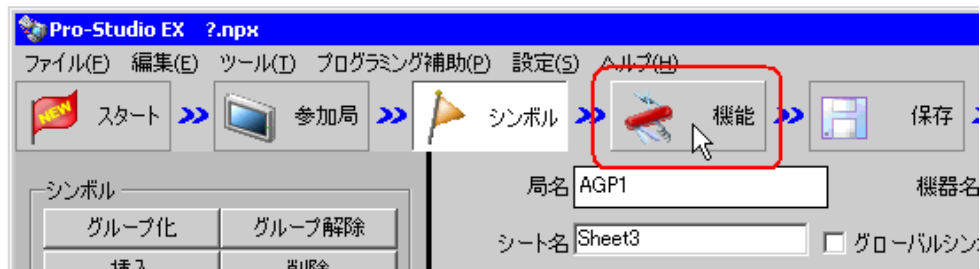 Pro-Studio EX ?.npx
ファイル(F) 編集(E) ツール(T) プログラミング補助(P) 設定(S) ヘルプ(H)
NEW スタート 参加局 シンボル 機能 保存
シンボル
局名 AGP1 機器名
グループ化 グループ解除
シート名 Sheet3 グローバルシン
挿入 削除